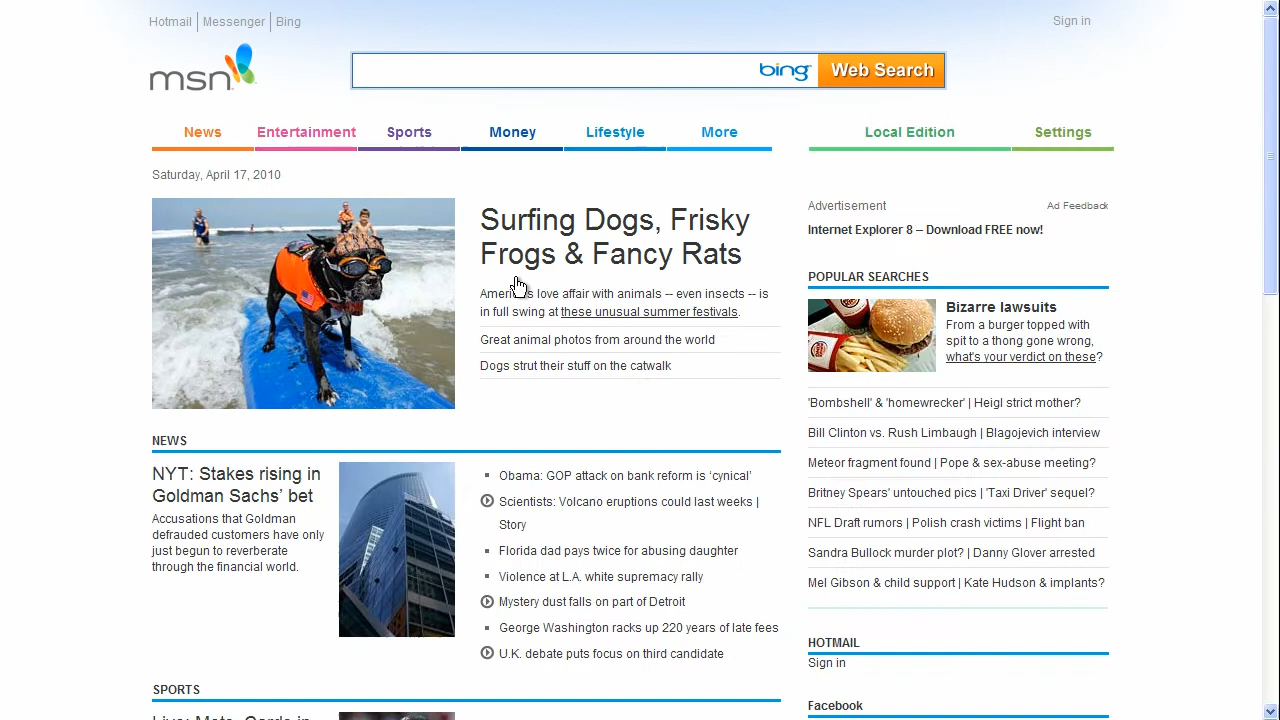 Hotmail Messenger Bing
Sign in
msn
bing Web Search
News Entertainment Sports Money Lifestyle More Local Edition Settings
Saturday, April 17, 2010
Surfing Dogs, Frisky
Frogs & Fancy Rats
love affair with animals -- even insects -- is
in full swing at these unusual summer festivals.
Great animal photos from around the world
Dogs strut their stuff on the catwalk
Advertisement Ad Feedback
Internet Explorer 8 – Download FREE now!
POPULAR SEARCHES
Bizarre lawsuits
From a burger topped with
spit to a thong gone wrong,
what's your verdict on these?
'Bombshell' & 'homewrecker' | Heigl strict mother?
Bill Clinton vs. Rush Limbaugh | Blagojevich interview
Meteor fragment found | Pope & sex-abuse meeting?
Britney Spears' untouched pics | 'Taxi Driver' sequel?
NFL Draft rumors | Polish crash victims | Flight ban
Sandra Bullock murder plot? | Danny Glover arrested
Mel Gibson & child support | Kate Hudson & implants?
NEWS
NYT: Stakes rising in
Goldman Sachs' bet
Accusations that Goldman
defrauded customers have only
just begun to reverberate
through the financial world.
Obama: GOP attack on bank reform is ‘cynical’
Scientists: Volcano eruptions could last weeks |
Story
Florida dad pays twice for abusing daughter
Violence at L.A. white supremacy rally
Mystery dust falls on part of Detroit
George Washington racks up 220 years of late fees
U.K. debate puts focus on third candidate
HOTMAIL
Sign in
Facebook
SPORTS